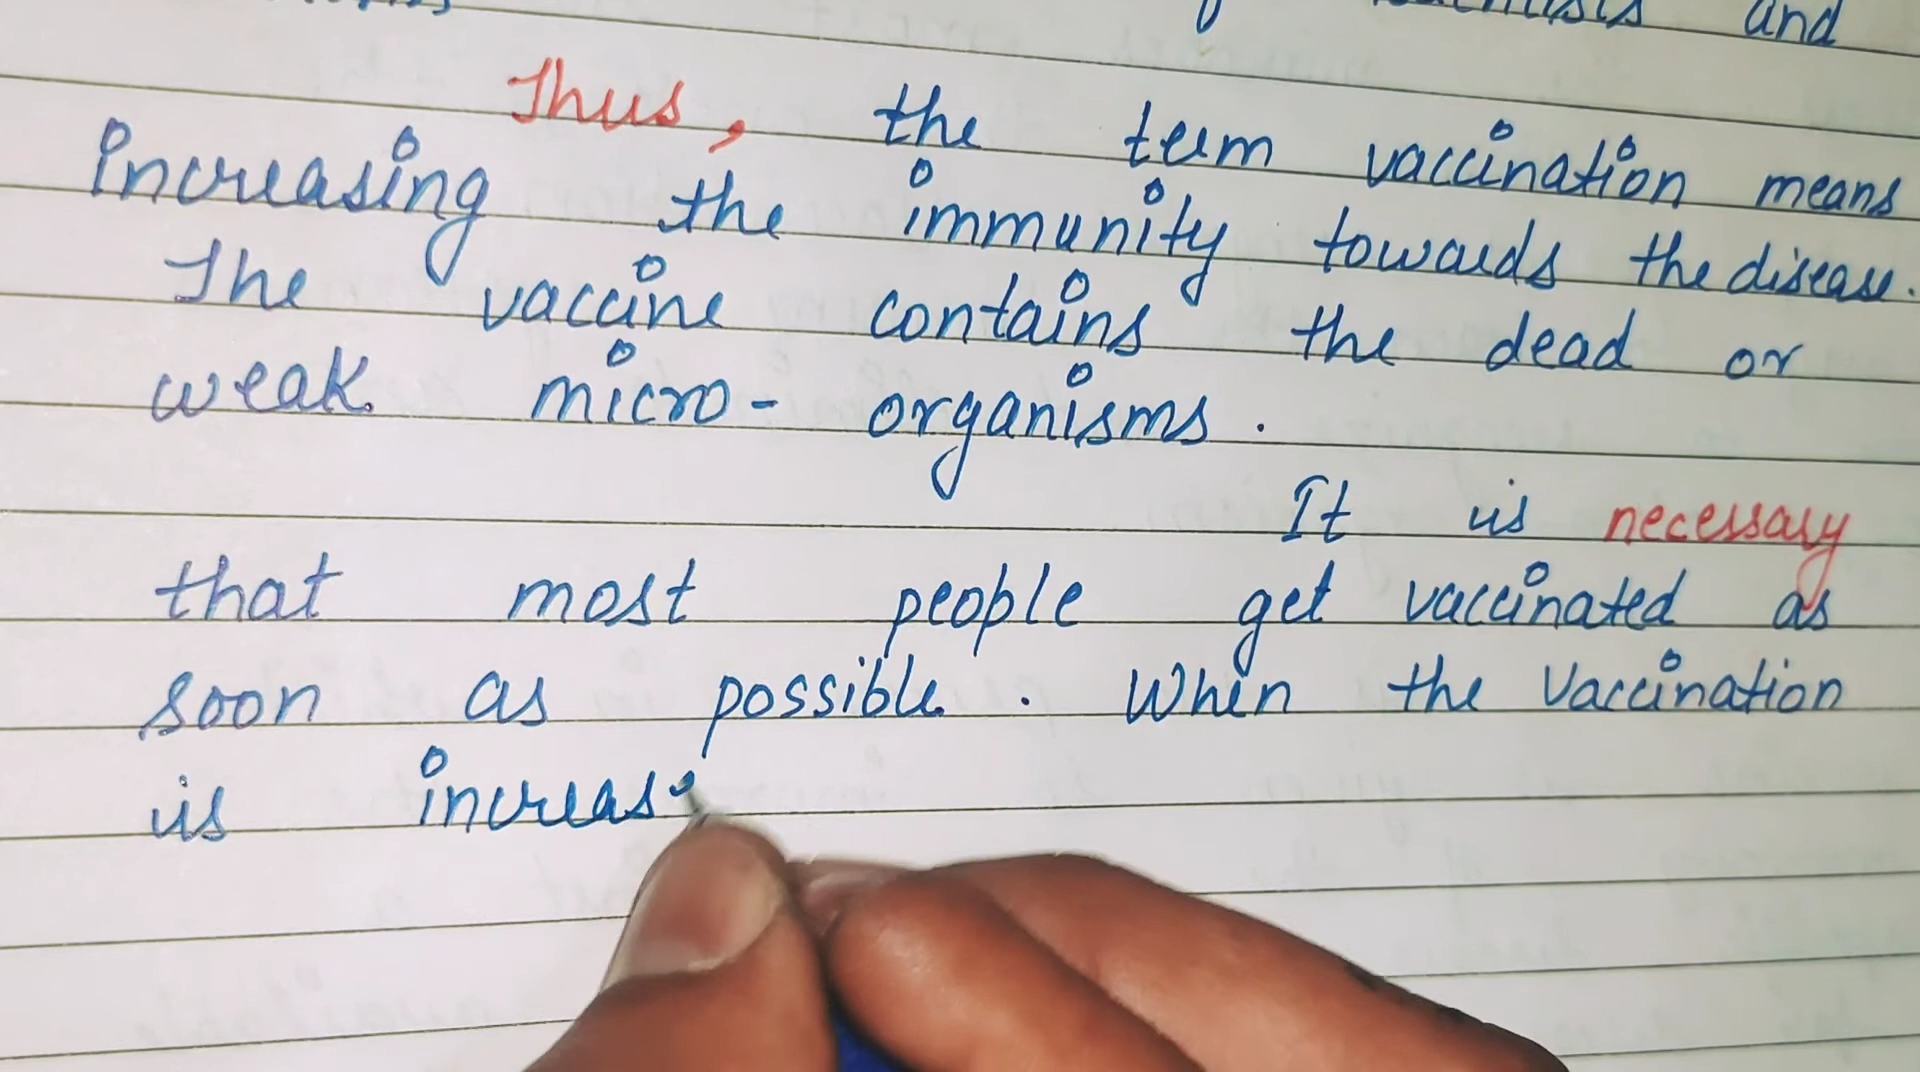 and
Thus, the term vaccination means
increasing the immunity towards the disease.
The vaccine contains the dead or
weak micro-organisms.
It is necessary
that most people get vaccinated as
soon as possible. When the Vaccination
is increas